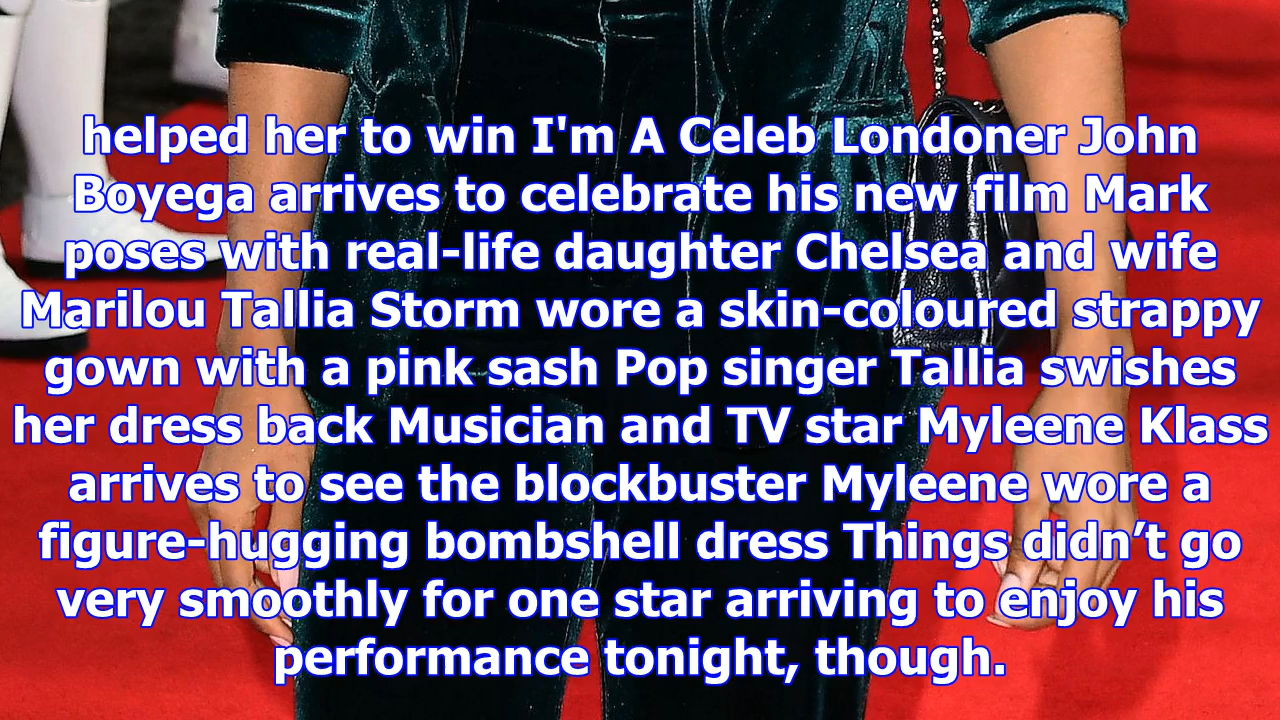 helped her to win I'm A Celeb Londoner John
Boyega arrives to celebrate his new film Mark
poses with real-life daughter Chelsea and wife
Marilou Tallia Storm wore a skin-coloured strappy
gown with a pink sash Pop singer Tallia swishes
her dress back Musician and TV star Myleene Klass
arrives to see the blockbuster Myleene wore a
figure-hugging bombshell dress Things didn’t go
very smoothly for one star arriving to enjoy his
performance tonight, though.